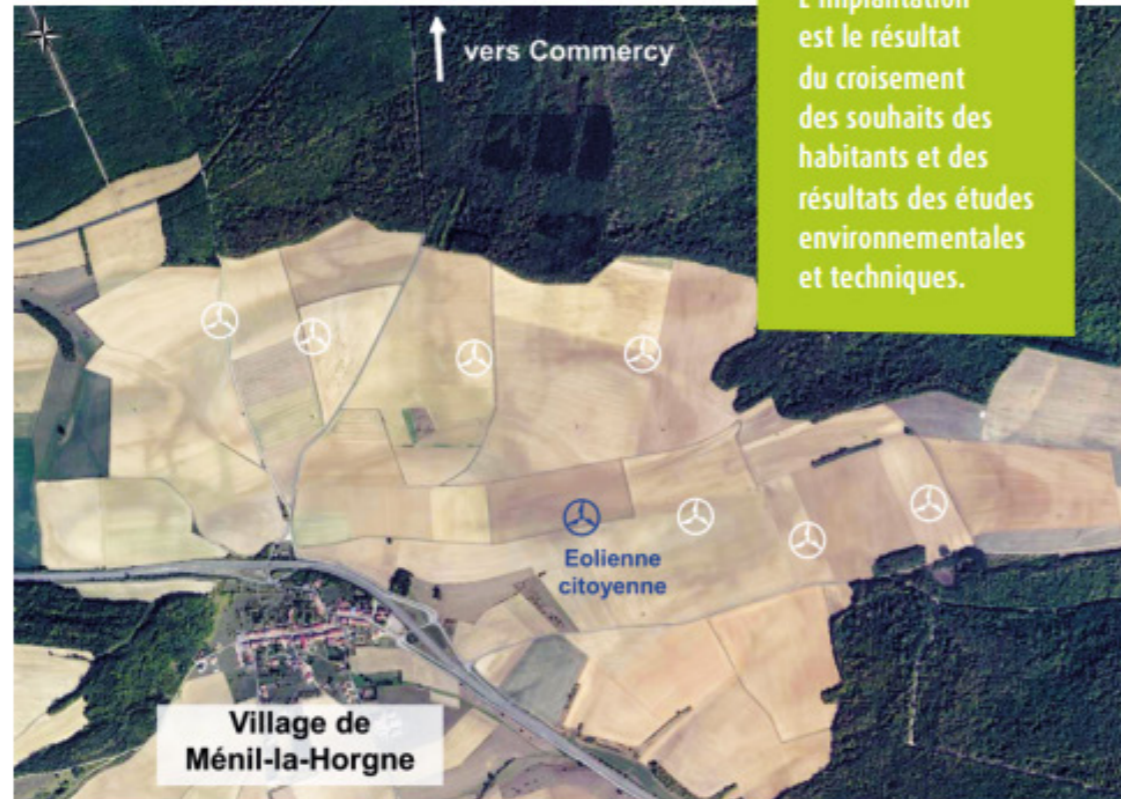 vers Commercy
L'implantation
est le résultat
du croisement
des souhaits des
habitants et des
résultats des études
environnementales
et techniques.
Eolienne
citoyenne
Village de
Ménil-la-Horgne